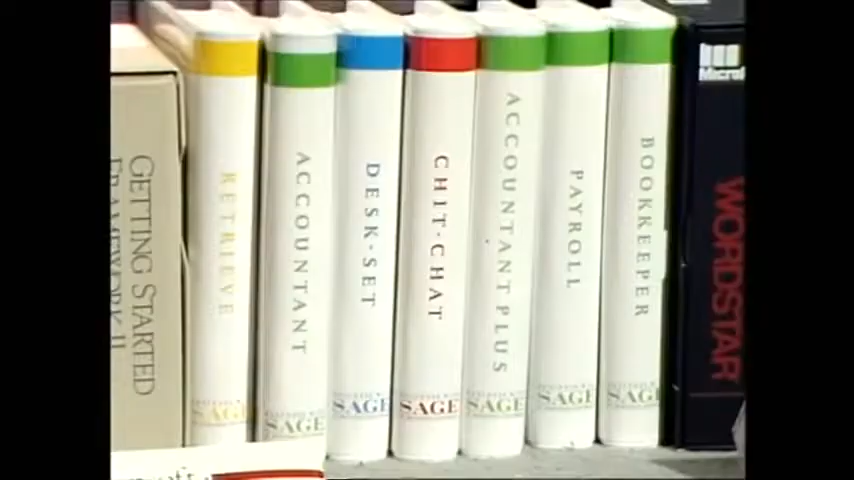 GETTING STARTED
FRAMEWORK II
RETRIEVE
SAGE
ACCOUNTANT
SAGE
DESK-SET
SAGE
CHIT-CHAT
SAGE
ACCOUNTANT PLUS
SAGE
PAYROLL
SAGE
BOOKKEEPER
SAGE
WORDSTAR